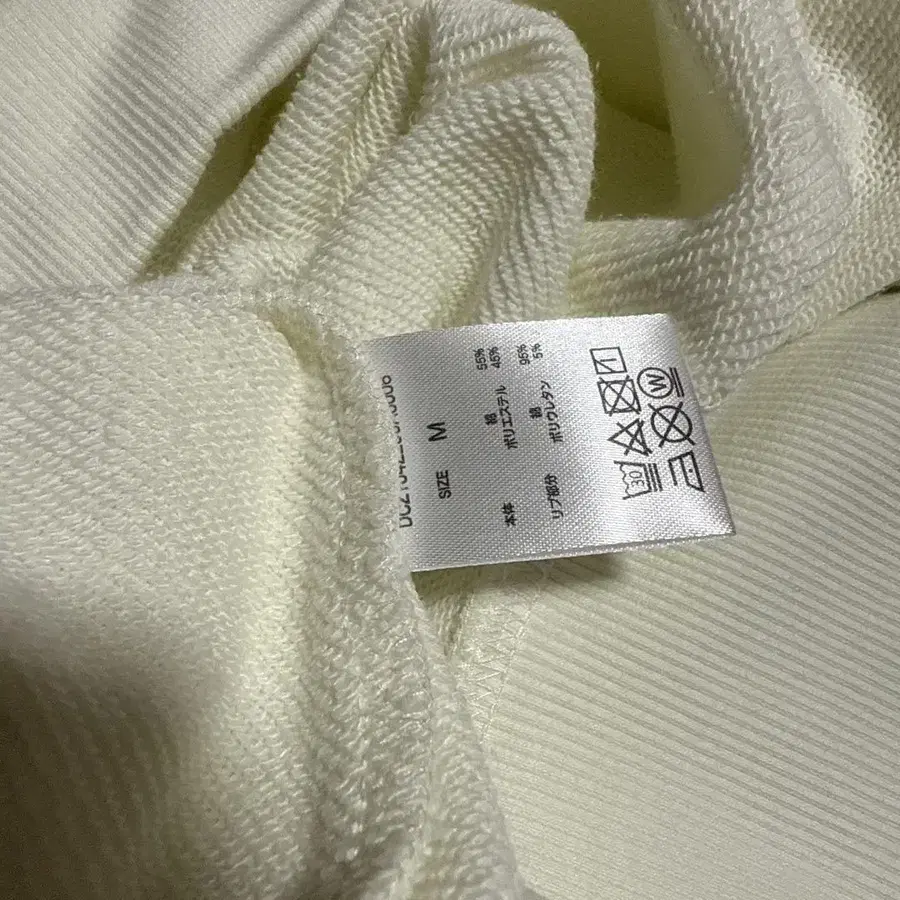 SIZE M
本体 綿 55%
ポリエステル 45%
リブ部分 綿 95%
ポリウレタン 5%
30
W